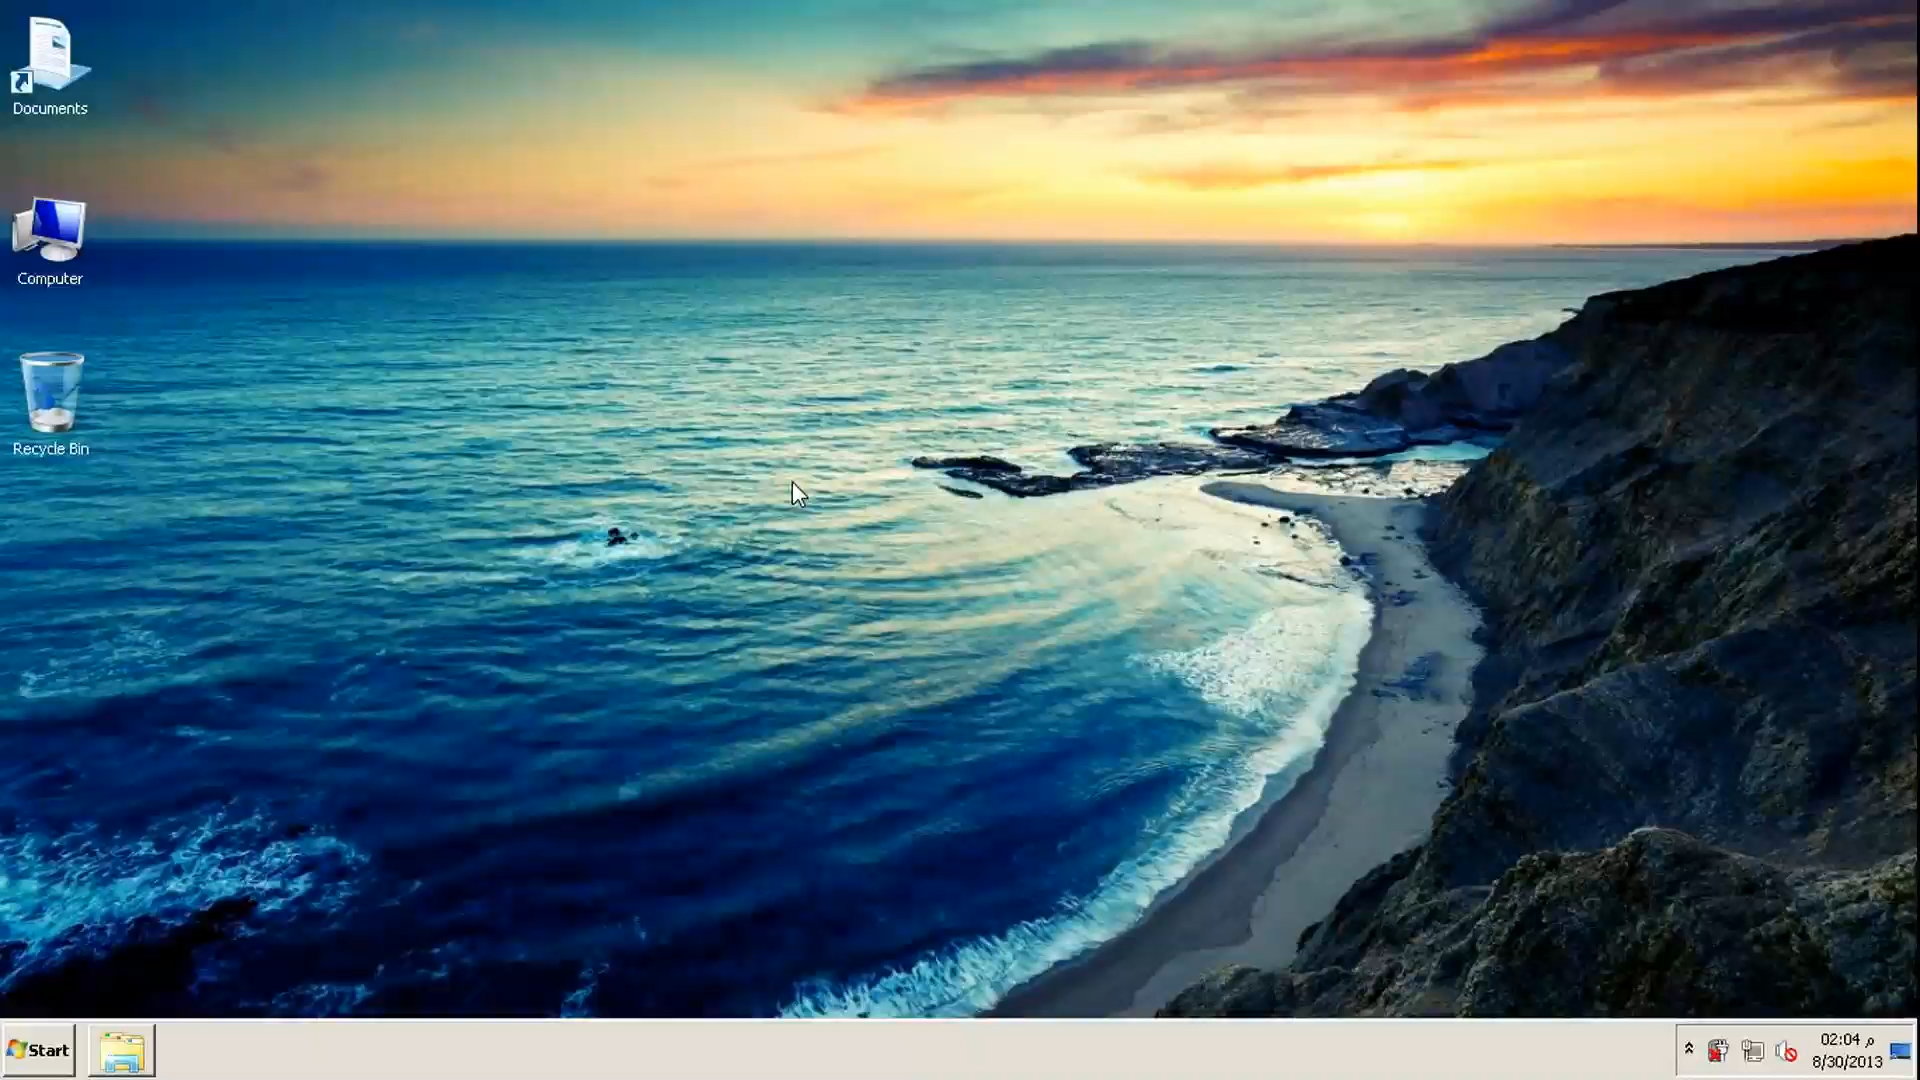 Documents
Computer
Recycle Bin
Start
02:04 م
8/30/2013